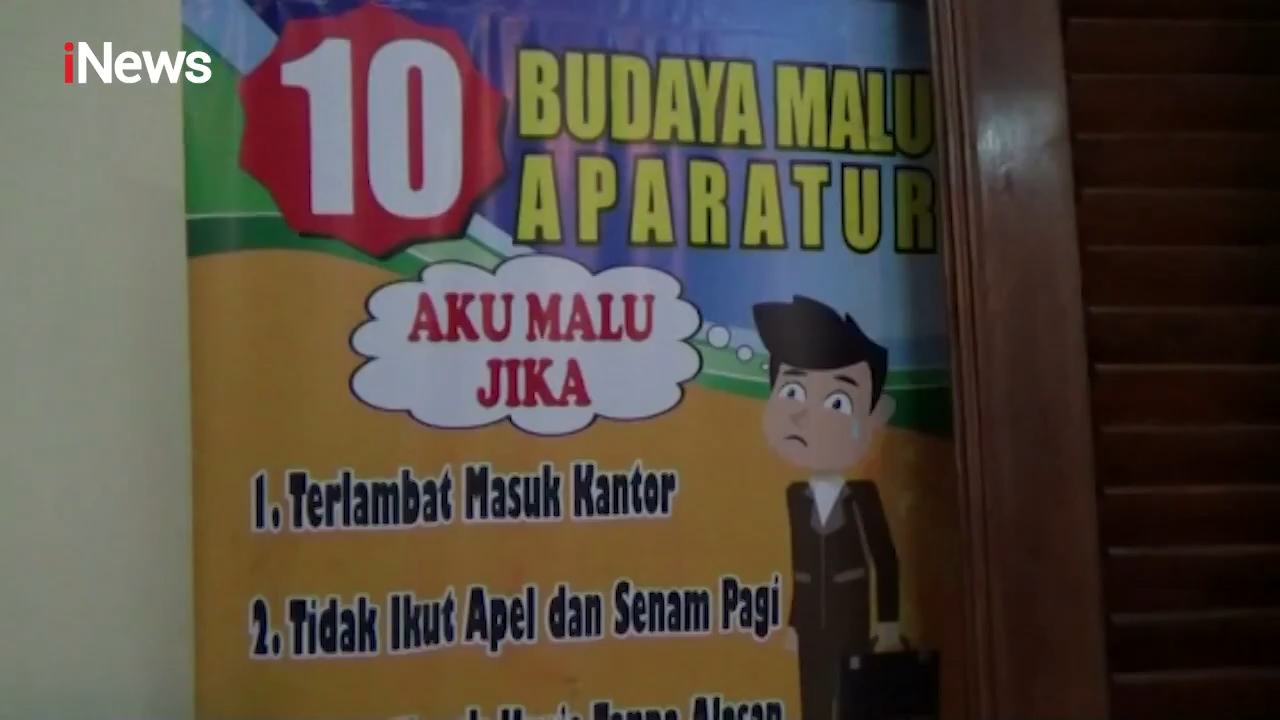 iNews
10 BUDAYA MALU
APARATUR
AKU MALU
JIKA
1. Terlambat Masuk Kantor
2. Tidak Ikut Apel dan Senam Pagi
Alasan